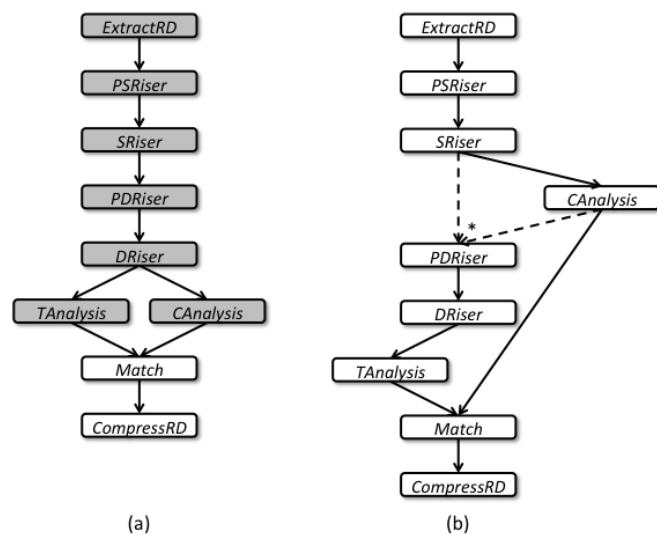 ExtractRD
PSRiser
SRiser
PDRiser
DRiser
TAnalysis
CAnalysis
Match
CompressRD
(a)
ExtractRD
PSRiser
SRiser
CAnalysis
*
PDRiser
DRiser
TAnalysis
Match
CompressRD
(b)